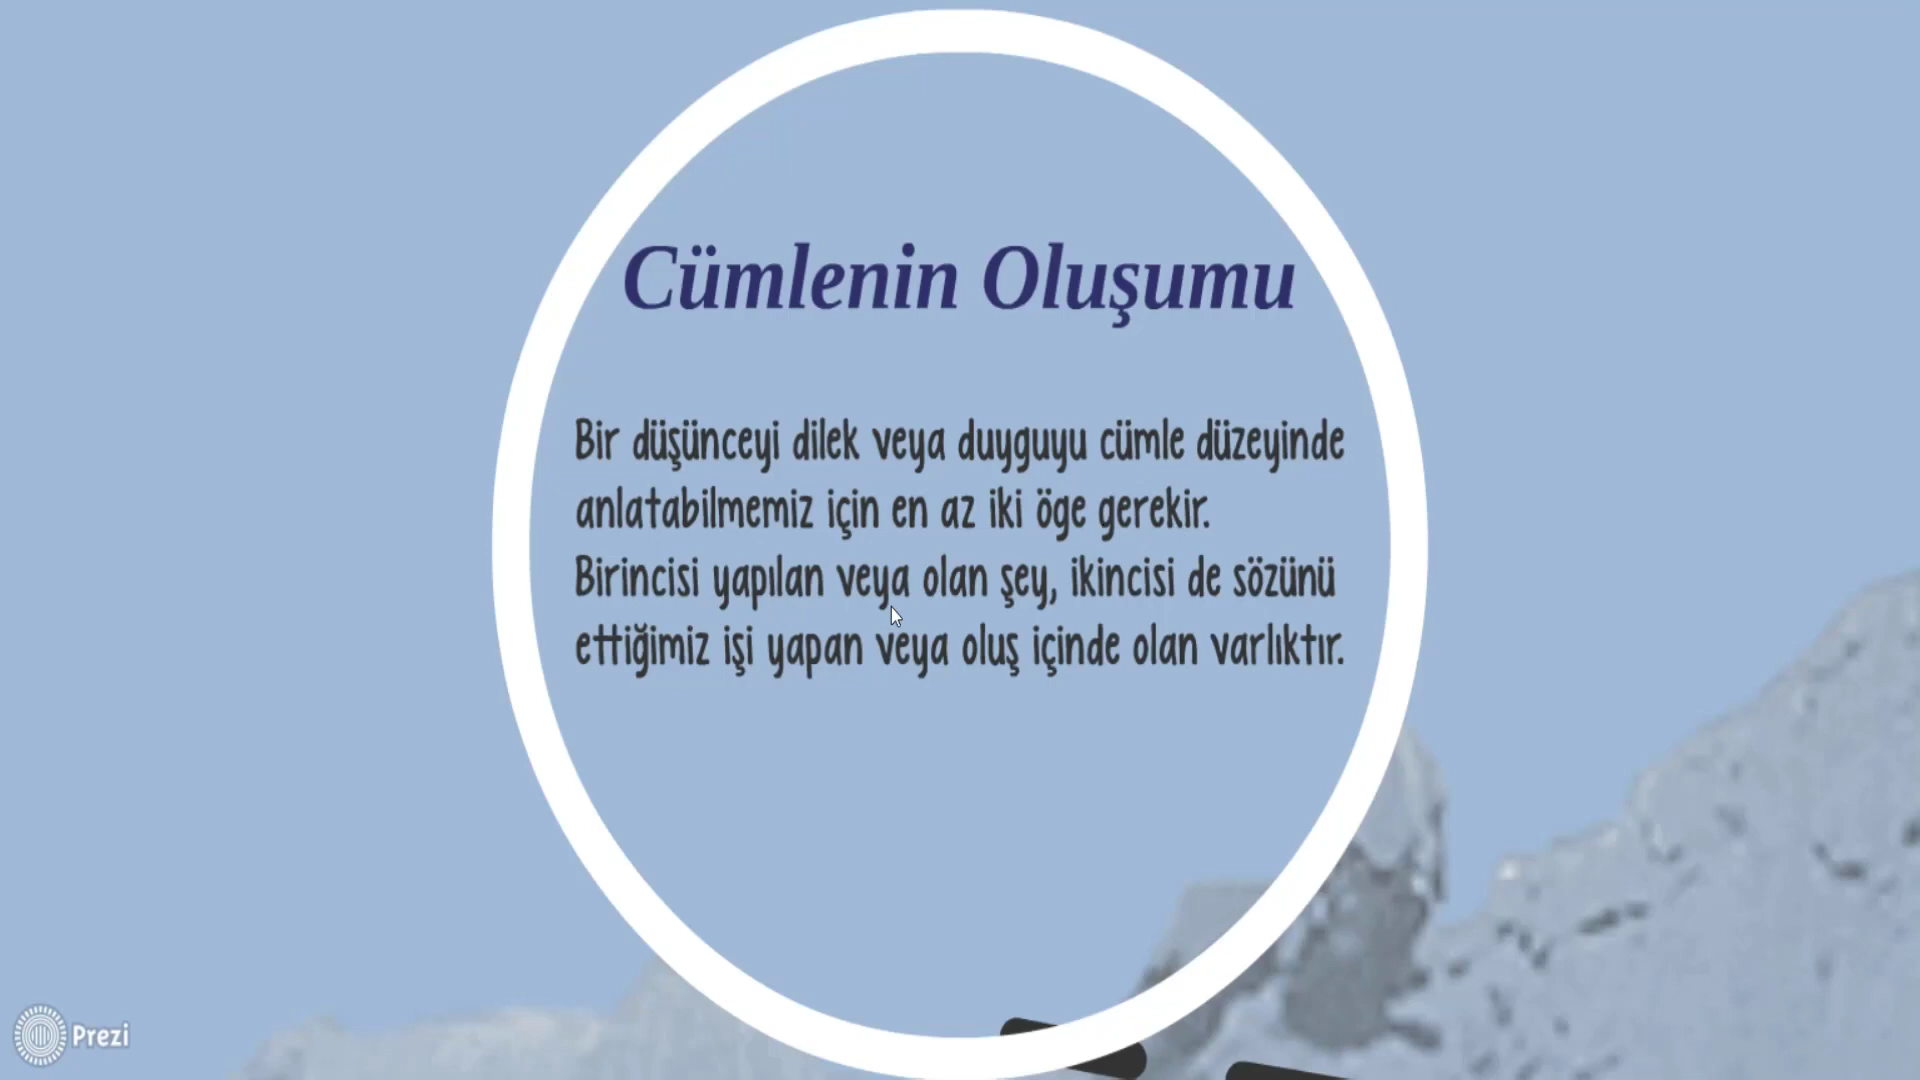 Cümlenin Oluşumu
Bir düşünceyi dilek veya duyguyu cümle düzeyinde
anlatabilmemiz için en az iki öge gerekir.
Birincisi yapılan veya olan şey, ikincisi de sözünü
ettiğimiz işi yapan veya oluş içinde olan varlıktır.
Prezi